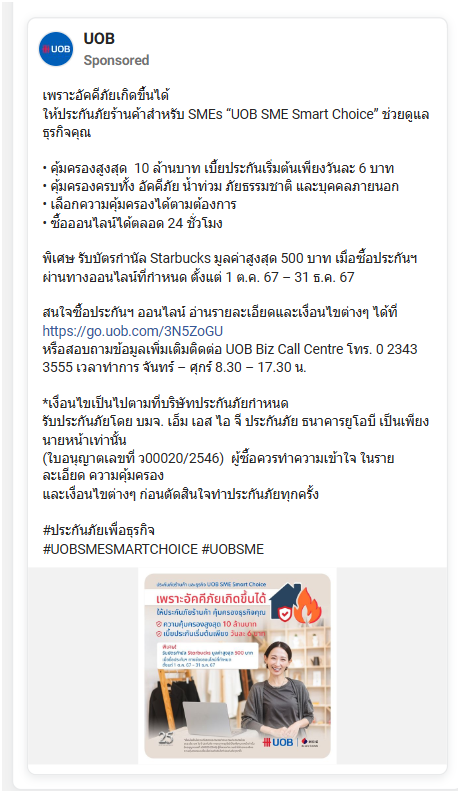 UOB
Sponsored
UOB
เพราะอัคคีภัยเกิดขึ้นได้
ให้ประกันภัยร้านค้าสำหรับ SMEs “UOB SME Smart Choice” ช่วยดูแล
ธุรกิจคุณ
• คุ้มครองสูงสุด 10 ล้านบาท เบี้ยประกันเริ่มต้นเพียงวันละ 6 บาท
• คุ้มครองครบทั้ง อัคคีภัย น้ำท่วม ภัยธรรมชาติ และบุคคลภายนอก
• เลือกความคุ้มครองได้ตามต้องการ
• ซื้อออนไลน์ได้ตลอด 24 ชั่วโมง
พิเศษ รับบัตรกำนัล Starbucks มูลค่าสูงสุด 500 บาท เมื่อซื้อประกันฯ
ผ่านทางออนไลน์ที่กำหนด ตั้งแต่ 1 ต.ค. 67 – 31 ธ.ค. 67
สนใจซื้อประกันฯ ออนไลน์ อ่านรายละเอียดและเงื่อนไขต่างๆ ได้ที่
https://go.uob.com/3N5ZoGU
หรือสอบถามข้อมูลเพิ่มเติมติดต่อ UOB Biz Call Centre โทร. 0 2343
3555 เวลาทำการ จันทร์ – ศุกร์ 8.30 – 17.30 น.
*เงื่อนไขเป็นไปตามที่บริษัทประกันภัยกำหนด
รับประกันภัยโดย บมจ. เอ็ม เอส ไอ จี ประกันภัย ธนาคารยูโอบี เป็นเพียง
นายหน้าเท่านั้น
(ใบอนุญาตเลขที่ ว00020/2546) ผู้ซื้อควรทำความเข้าใจ ในราย
ละเอียด ความคุ้มครอง
และเงื่อนไขต่างๆ ก่อนตัดสินใจทำประกันภัยทุกครั้ง
#ประกันภัยเพื่อธุรกิจ
#UOBSMESMARTCHOICE #UOBSME
ประกันภัยร้านค้า และธุรกิจ UOB SME Smart Choice
เพราะอัคคีภัยเกิดขึ้นได้
ให้ประกันภัยร้านค้า คุ้มครองธุรกิจคุณ
ความคุ้มครองสูงสุด 10 ล้านบาท
เบี้ยประกันเริ่มต้นเพียง วันละ 6 บาท
พิเศษ!
รับบัตรกำนัล Starbucks มูลค่าสูงสุด 500 บาท
25
UOB
MSIG